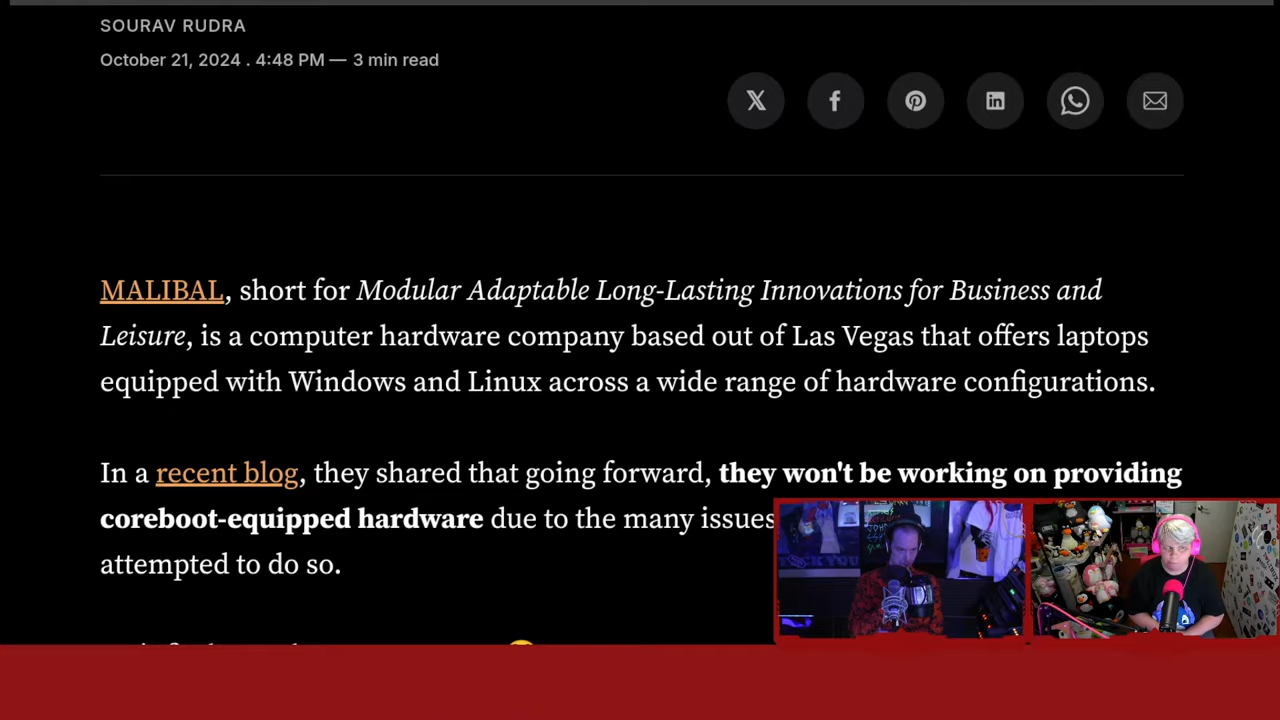 SOURAV RUDRA
October 21, 2024 . 4:48 PM — 3 min read
MALIBAL, short for Modular Adaptable Long-Lasting Innovations for Business and
Leisure, is a computer hardware company based out of Las Vegas that offers laptops
equipped with Windows and Linux across a wide range of hardware configurations.
In a recent blog, they shared that going forward, they won't be working on providing
coreboot-equipped hardware due to the many issues
attempted to do so.